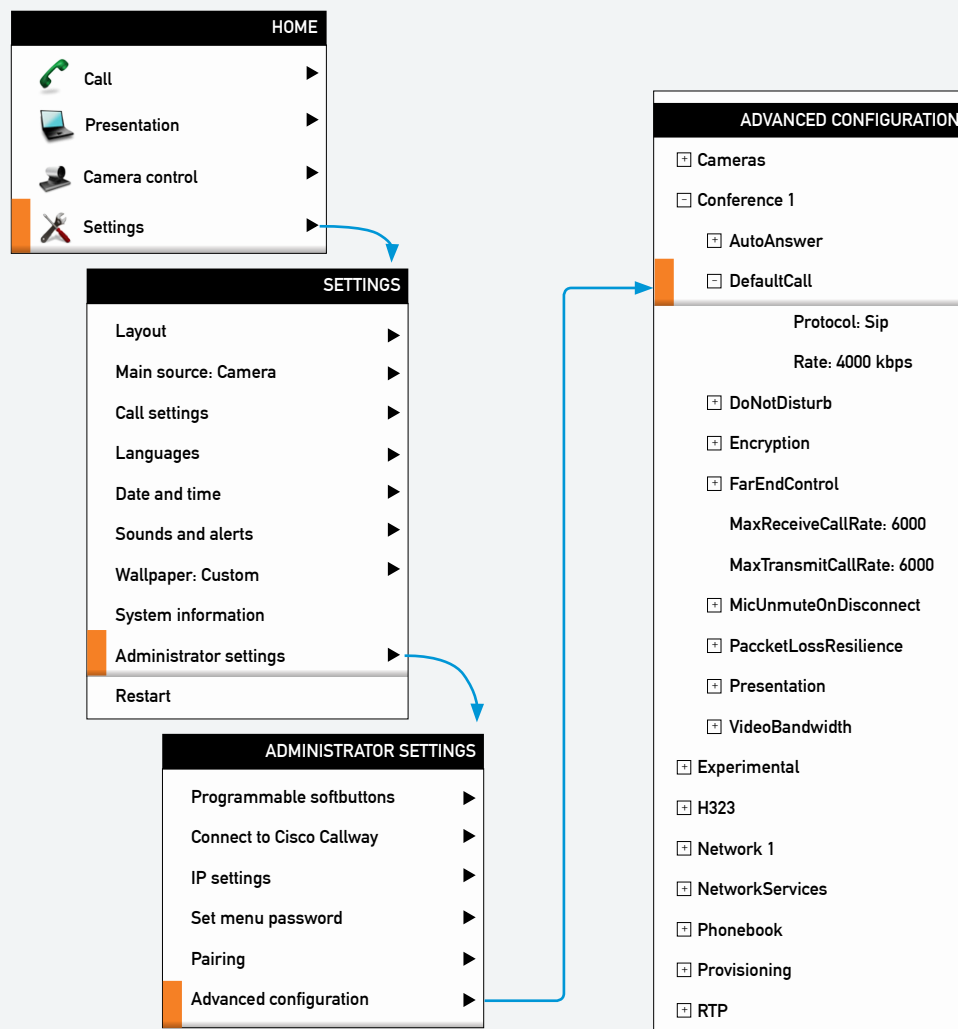 HOME
Call
Presentation
Camera control
Settings
SETTINGS
Layout
Main source: Camera
Call settings
Languages
Date and time
Sounds and alerts
Wallpaper: Custom
System information
Administrator settings
Restart
ADMINISTRATOR SETTINGS
Programmable softbuttons
Connect to Cisco Callway
IP settings
Set menu password
Pairing
Advanced configuration
ADVANCED CONFIGURATION
Cameras
Conference 1
AutoAnswer
DefaultCall
Protocol: Sip
Rate: 4000 kbps
DoNotDisturb
Encryption
FarEndControl
MaxReceiveCallRate: 6000
MaxTransmitCallRate: 6000
MicUnmuteOnDisconnect
PaccketLossResilience
Presentation
VideoBandwidth
Experimental
H323
Network 1
NetworkServices
Phonebook
Provisioning
RTP